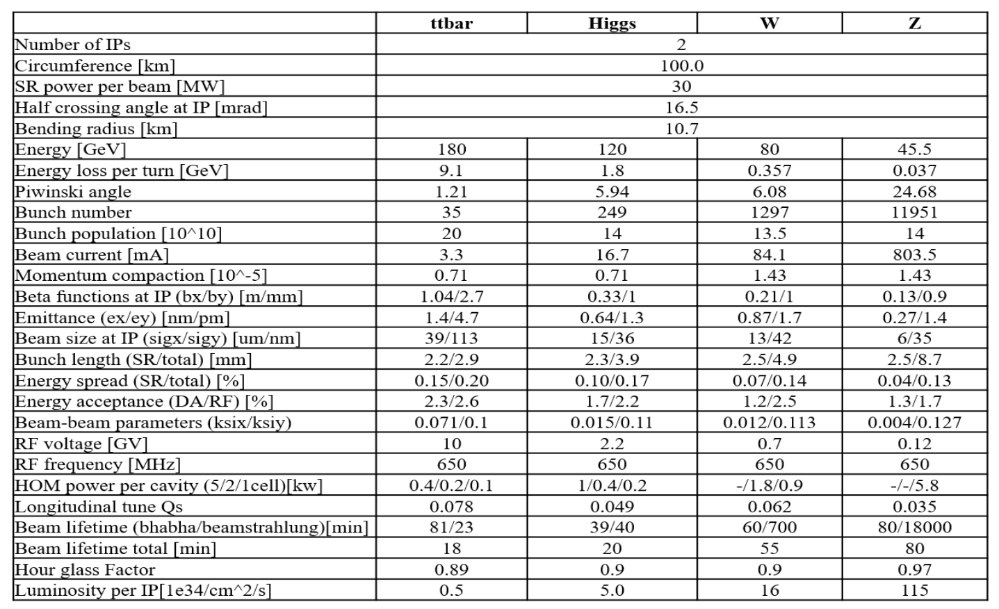 ttbar Higgs W Z
Number of IPs 2
Circumference [km] 100.0
SR power per beam [MW] 30
Half crossing angle at IP [mrad] 16.5
Bending radius [km] 10.7
Energy [GeV] 180 120 80 45.5
Energy loss per turn [GeV] 9.1 1.8 0.357 0.037
Piwinski angle 1.21 5.94 6.08 24.68
Bunch number 35 249 1297 11951
Bunch population [10^10] 20 14 13.5 14
Beam current [mA] 3.3 16.7 84.1 803.5
Momentum compaction [10^-5] 0.71 0.71 1.43 1.43
Beta functions at IP (bx/by) [m/mm] 1.04/2.7 0.33/1 0.21/1 0.13/0.9
Emittance (ex/ey) [nm/pm] 1.4/4.7 0.64/1.3 0.87/1.7 0.27/1.4
Beam size at IP (sigx/sigy) [um/nm] 39/113 15/36 13/42 6/35
Bunch length (SR/total) [mm] 2.2/2.9 2.3/3.9 2.5/4.9 2.5/8.7
Energy spread (SR/total) [%] 0.15/0.20 0.10/0.17 0.07/0.14 0.04/0.13
Energy acceptance (DA/RF) [%] 2.3/2.6 1.7/2.2 1.2/2.5 1.3/1.7
Beam-beam parameters (ksix/ksiy) 0.071/0.1 0.015/0.11 0.012/0.113 0.004/0.127
RF voltage [GV] 10 2.2 0.7 0.12
RF frequency [MHz] 650 650 650 650
HOM power per cavity (5/2/1cell)[kw] 0.4/0.2/0.1 1/0.4/0.2 -/1.8/0.9 -/-/5.8
Longitudinal tune Qs 0.078 0.049 0.062 0.035
Beam lifetime (bhabha/beamstrahlung)[min] 81/23 39/40 60/700 80/18000
Beam lifetime total [min] 18 20 55 80
Hour glass Factor 0.89 0.9 0.9 0.97
Luminosity per IP[1e34/cm^2/s] 0.5 5.0 16 115